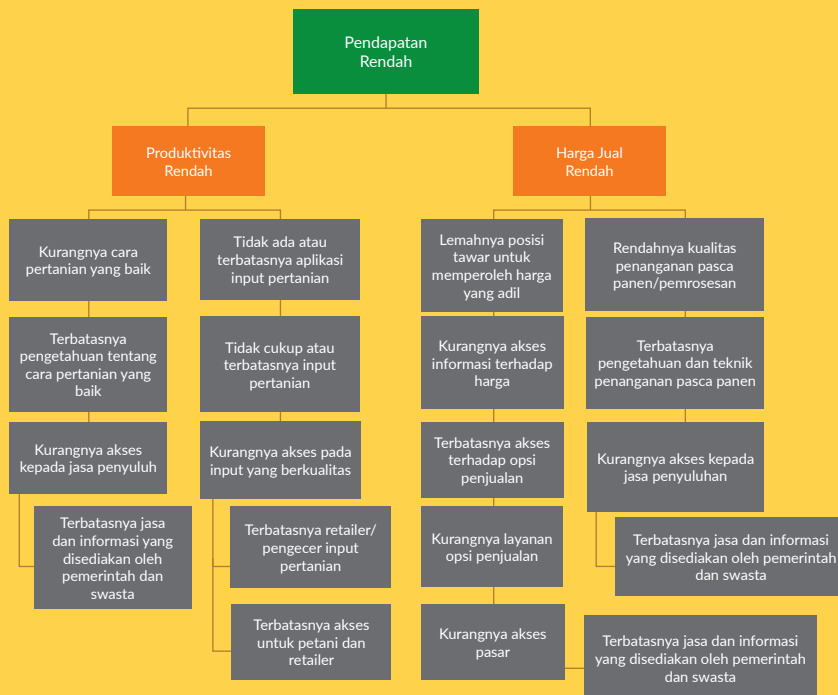 Pendapatan
Rendah
Produktivitas
Rendah
Harga Jual
Rendah
Kurangnya cara
pertanian yang baik
Tidak ada atau
terbatasnya aplikasi
input pertanian
Lemahnya posisi
tawar untuk
memperoleh harga
yang adil
Rendahnya kualitas
penanganan pasca
panen/pemrosesan
Terbatasnya
pengetahuan tentang
cara pertanian yang
baik
Tidak cukup atau
terbatasnya input
pertanian
Kurangnya akses
informasi terhadap
harga
Terbatasnya
pengetahuan dan teknik
penanganan pasca panen
Kurangnya akses
kepada jasa penyuluh
Kurangnya akses pada
input yang berkualitas
Terbatasnya akses
terhadap opsi
penjualan
Kurangnya akses kepada
jasa penyuluhan
Terbatasnya jasa
dan informasi yang
disediakan oleh
pemerintah dan
swasta
Terbatasnya retailer/
pengecer input
pertanian
Kurangnya layanan
opsi penjualan
Terbatasnya jasa dan informasi
yang disediakan oleh pemerintah
dan swasta
Terbatasnya akses
untuk petani dan
retailer
Kurangnya akses
pasar
Terbatasnya jasa dan informasi
yang disediakan oleh pemerintah
dan swasta